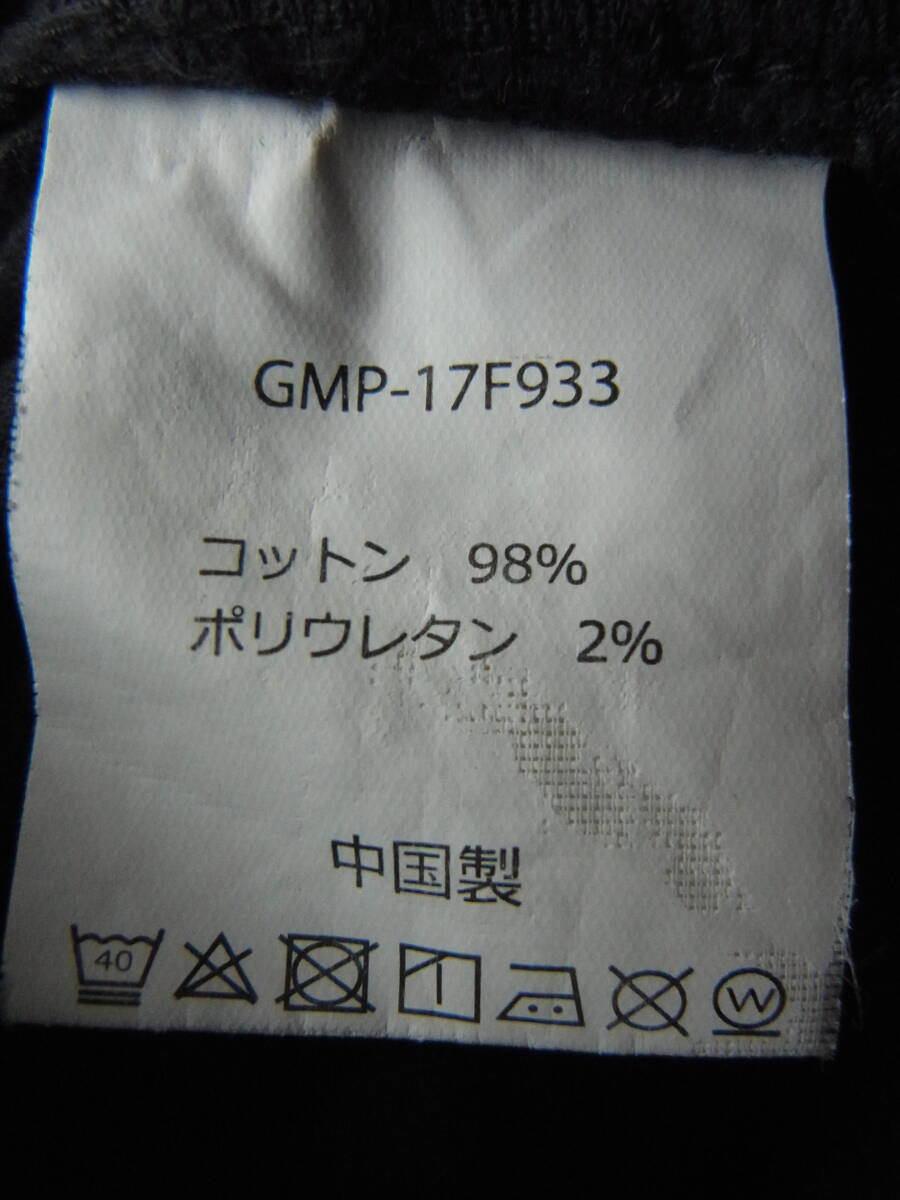 GMP-17F933
コットン 98%
ポリウレタン 2%
中国製
40 W